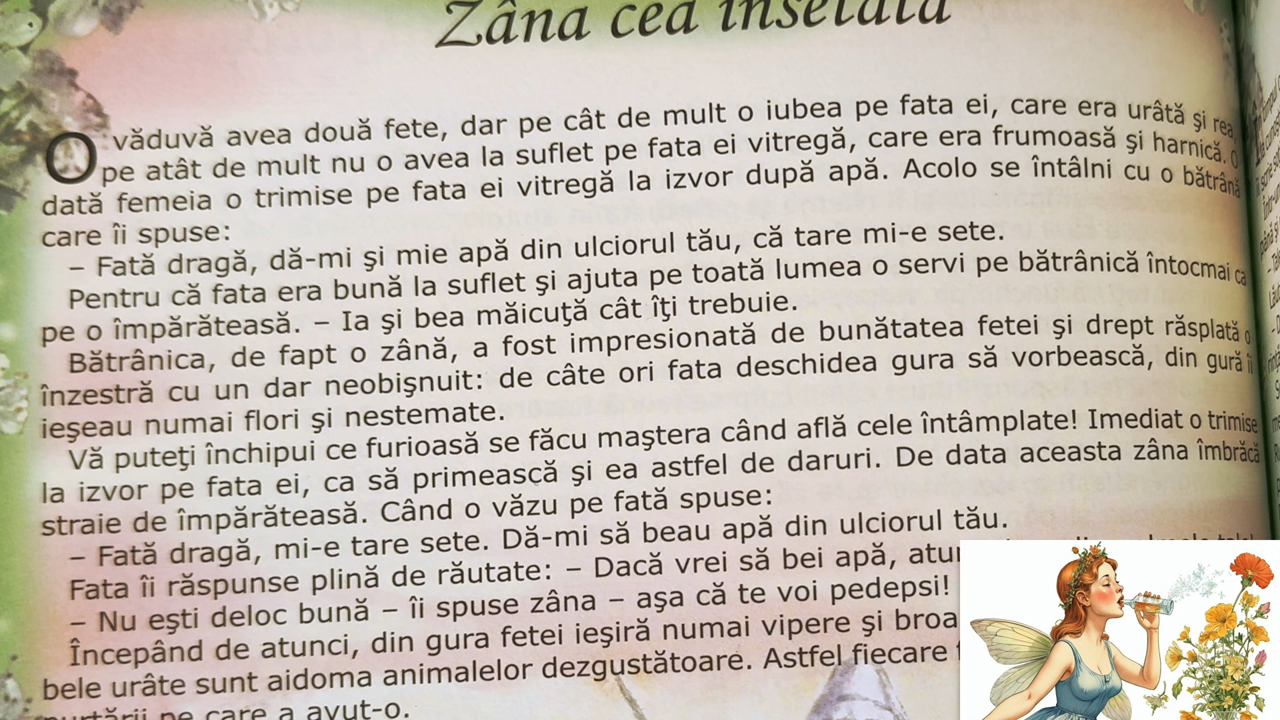 Zâna cea însetată
O văduvă avea două fete, dar pe cât de mult o iubea pe fata ei, care era urâtă şi rea,
pe atât de mult nu o avea la suflet pe fata ei vitregă, care era frumoasă şi harnică. O
dată femeia o trimise pe fata ei vitregă la izvor după apă. Acolo se întâlni cu o bătrână
care îi spuse:
– Fată dragă, dă-mi şi mie apă din ulciorul tău, că tare mi-e sete.
Pentru că fata era bună la suflet şi ajuta pe toată lumea o servi pe bătrânică întocmai ca
pe o împărăteasă. – Ia şi bea măicuţă cât îţi trebuie.
Bătrânica, de fapt o zână, a fost impresionată de bunătatea fetei şi drept răsplată o
înzestră cu un dar neobişnuit: de câte ori fata deschidea gura să vorbească, din gură îi
ieşeau numai flori şi nestemate.
Vă puteţi închipui ce furioasă se făcu maştera când află cele întâmplate! Imediat o trimise
la izvor pe fata ei, ca să primească şi ea astfel de daruri. De data aceasta zâna îmbrăcă
straie de împărăteasă. Când o văzu pe fată spuse:
– Fată dragă, mi-e tare sete. Dă-mi să beau apă din ulciorul tău.
Fata îi răspunse plină de răutate: – Dacă vrei să bei apă,
– Nu eşti deloc bună – îi spuse zâna – aşa că te voi pedepsi!
Începând de atunci, din gura fetei ieşiră numai vipere şi
bele urâte sunt aidoma animalelor dezgustătoare. Astfel fiecare
purtării pe care a avut-o.